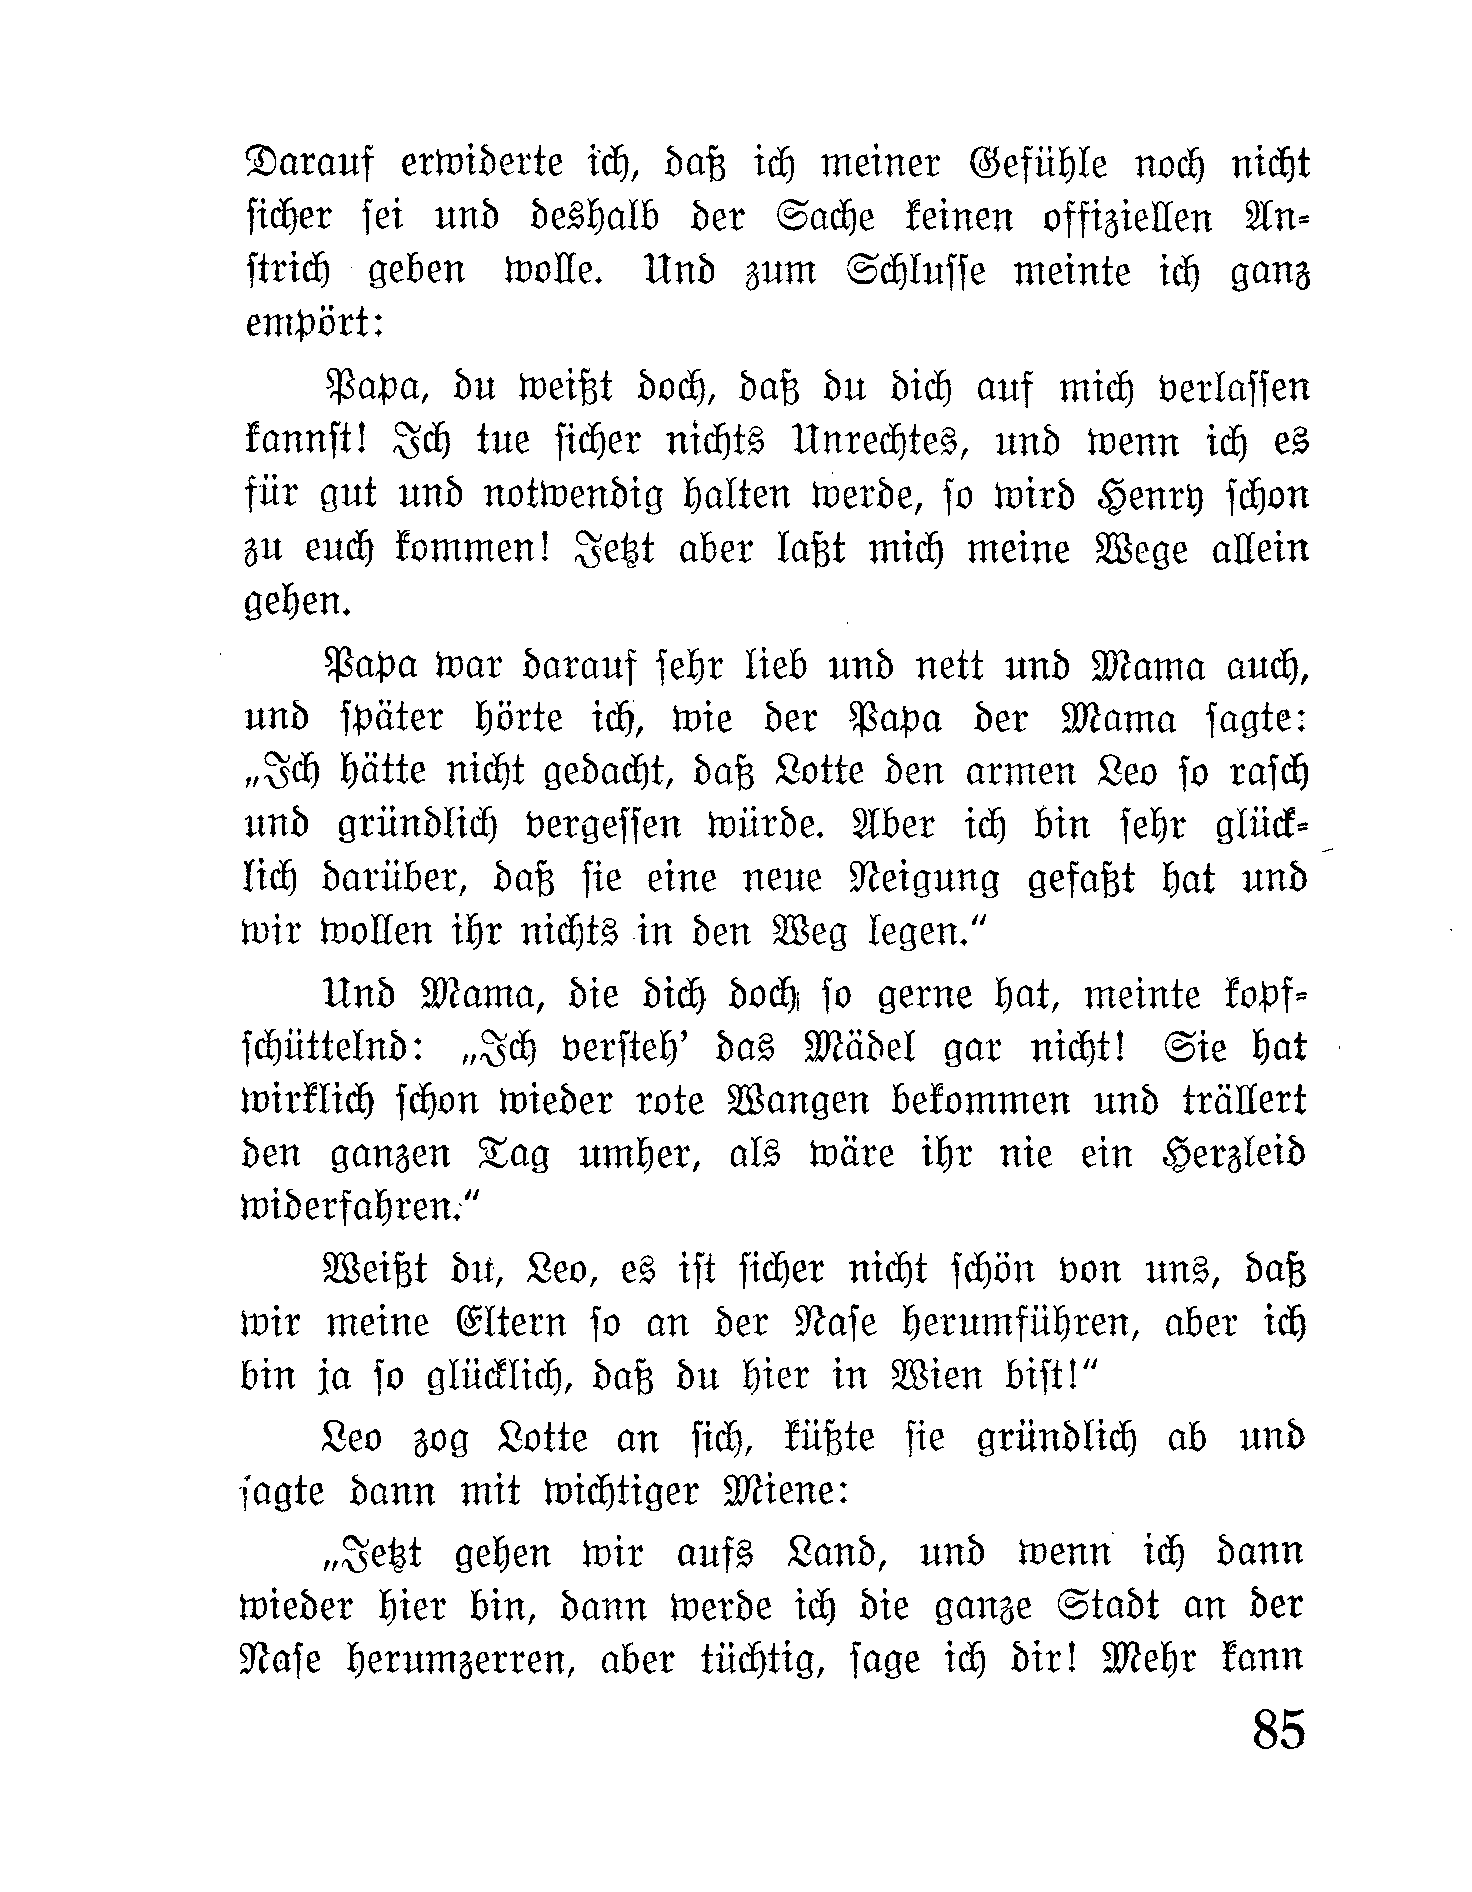 Darauf erwiderte ich, daß ich meiner Gefühle noch nicht
sicher sei und deshalb der Sache keinen offiziellen An-
strich geben wolle. Und zum Schlusse meinte ich ganz
empört:
Papa, du weißt doch, daß du dich auf mich verlassen
kannst! Ich tue sicher nichts Unrechtes, und wenn ich es
für gut und notwendig halten werde, so wird Henry schon
zu euch kommen! Jetzt aber laßt mich meine Wege allein
gehen.
Papa war darauf sehr lieb und nett und Mama auch,
und später hörte ich, wie der Papa der Mama sagte:
„Ich hätte nicht gedacht, daß Lotte den armen Leo so rasch
und gründlich vergessen würde. Aber ich bin sehr glück-
lich darüber, daß sie eine neue Neigung gefaßt hat und
wir wollen ihr nichts in den Weg legen.“
Und Mama, die dich doch so gerne hat, meinte kopf-
schüttelnd: „Ich versteh’ das Mädel gar nicht! Sie hat
wirklich schon wieder rote Wangen bekommen und trällert
den ganzen Tag umher, als wäre ihr nie ein Herzleid
widerfahren.“
Weißt du, Leo, es ist sicher nicht schön von uns, daß
wir meine Eltern so an der Nase herumführen, aber ich
bin ja so glücklich, daß du hier in Wien bist!“
Leo zog Lotte an sich, küßte sie gründlich ab und
sagte dann mit wichtiger Miene:
„Jetzt gehen wir aufs Land, und wenn ich dann
wieder hier bin, dann werde ich die ganze Stadt an der
Nase herumzerren, aber tüchtig, sage ich dir! Mehr kann
85